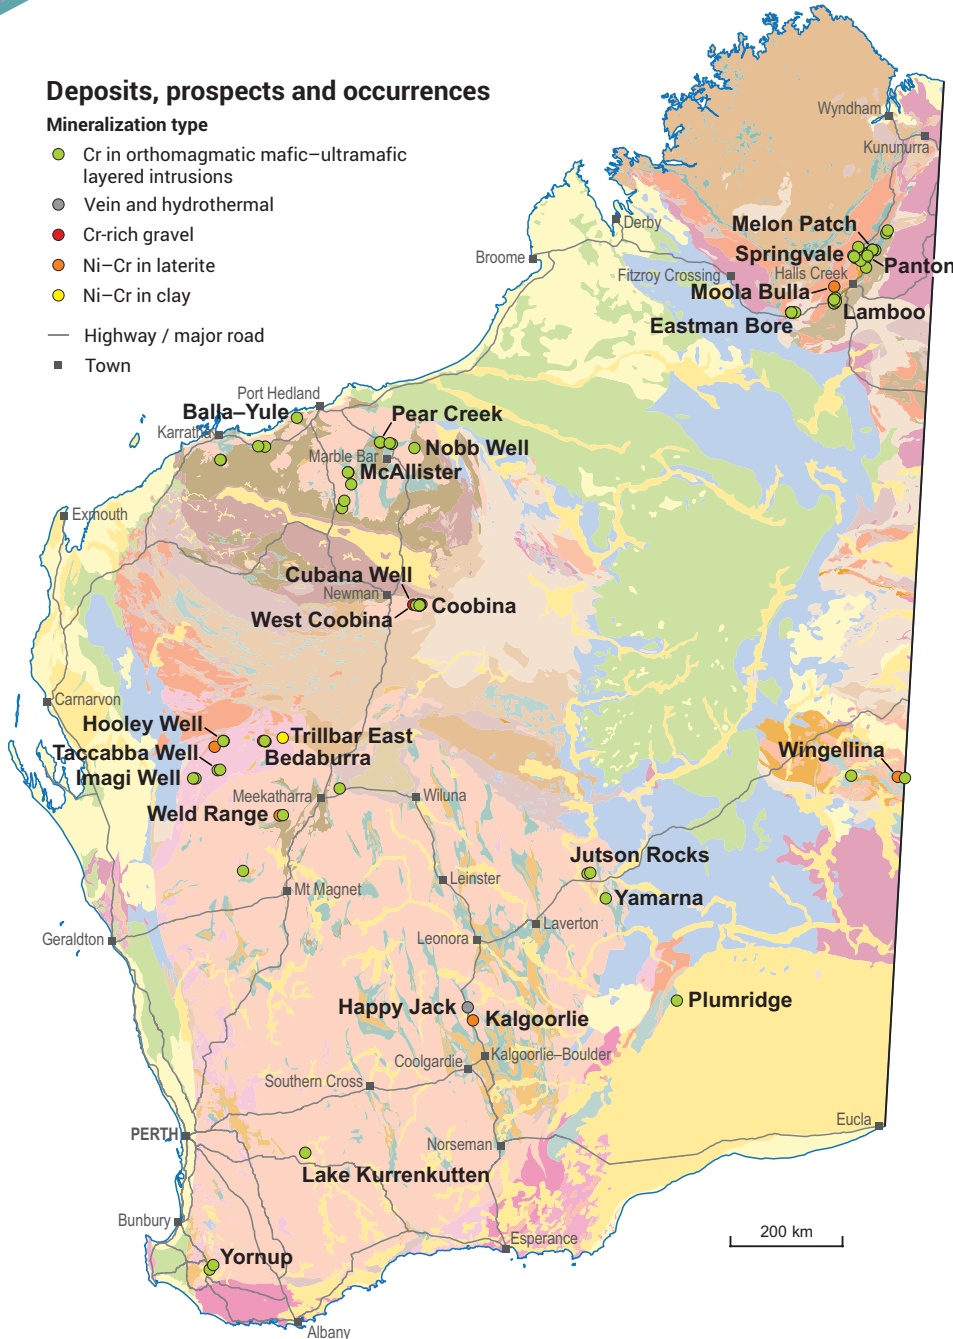 Deposits, prospects and occurrences
Mineralization type
Cr in orthomagmatic mafic–ultramafic
layered intrusions
Vein and hydrothermal
Cr-rich gravel
Ni–Cr in laterite
Ni–Cr in clay
Highway / major road
Town
Wyndham
Kununurra
Derby
Melon Patch
Broome
Springvale
Panton
Fitzroy Crossing
Halls Creek
Moola Bulla
Lamboo
Eastman Bore
Port Hedland
Balla–Yule
Pear Creek
Karratha
Nobb Well
Marble Bar
McAllister
Exmouth
Cubana Well
Newman
Coobina
West Coobina
Carnarvon
Hooley Well
Trillbar East
Taccabba Well
Bedaburra
Wingellina
Imagi Well
Meekatharra
Wiluna
Weld Range
Jutson Rocks
Leinster
Mt Magnet
Yamarna
Laverton
Geraldton
Leonora
Plumridge
Happy Jack
Kalgoorlie
Kalgoorlie–Boulder
Coolgardie
Southern Cross
Eucla
PERTH
Norseman
Lake Kurrenkutten
Bunbury
200 km
Esperance
Yornup
Albany